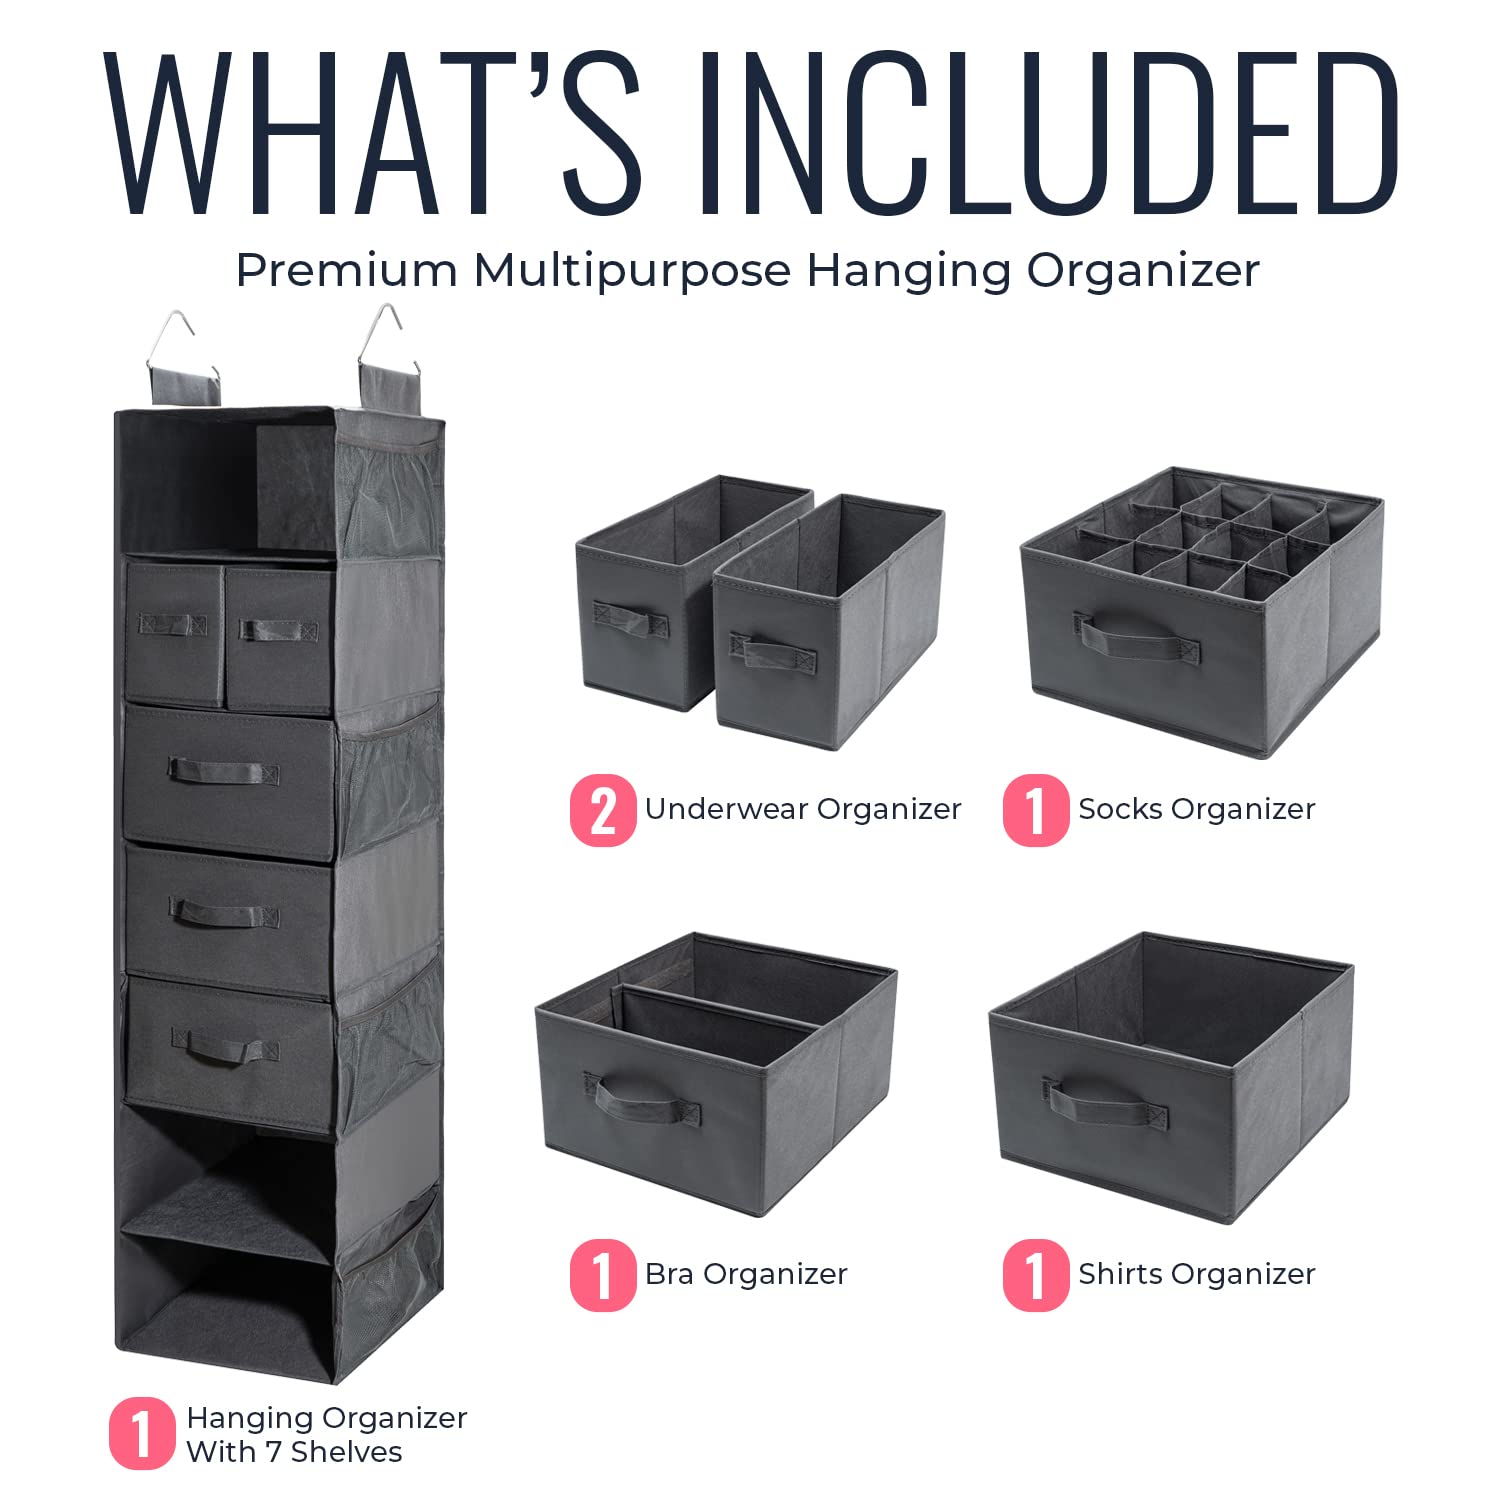 WHAT'S INCLUDED
Premium Multipurpose Hanging Organizer
2 Underwear Organizer
1 Socks Organizer
1 Bra Organizer
1 Shirts Organizer
1 Hanging Organizer
With 7 Shelves